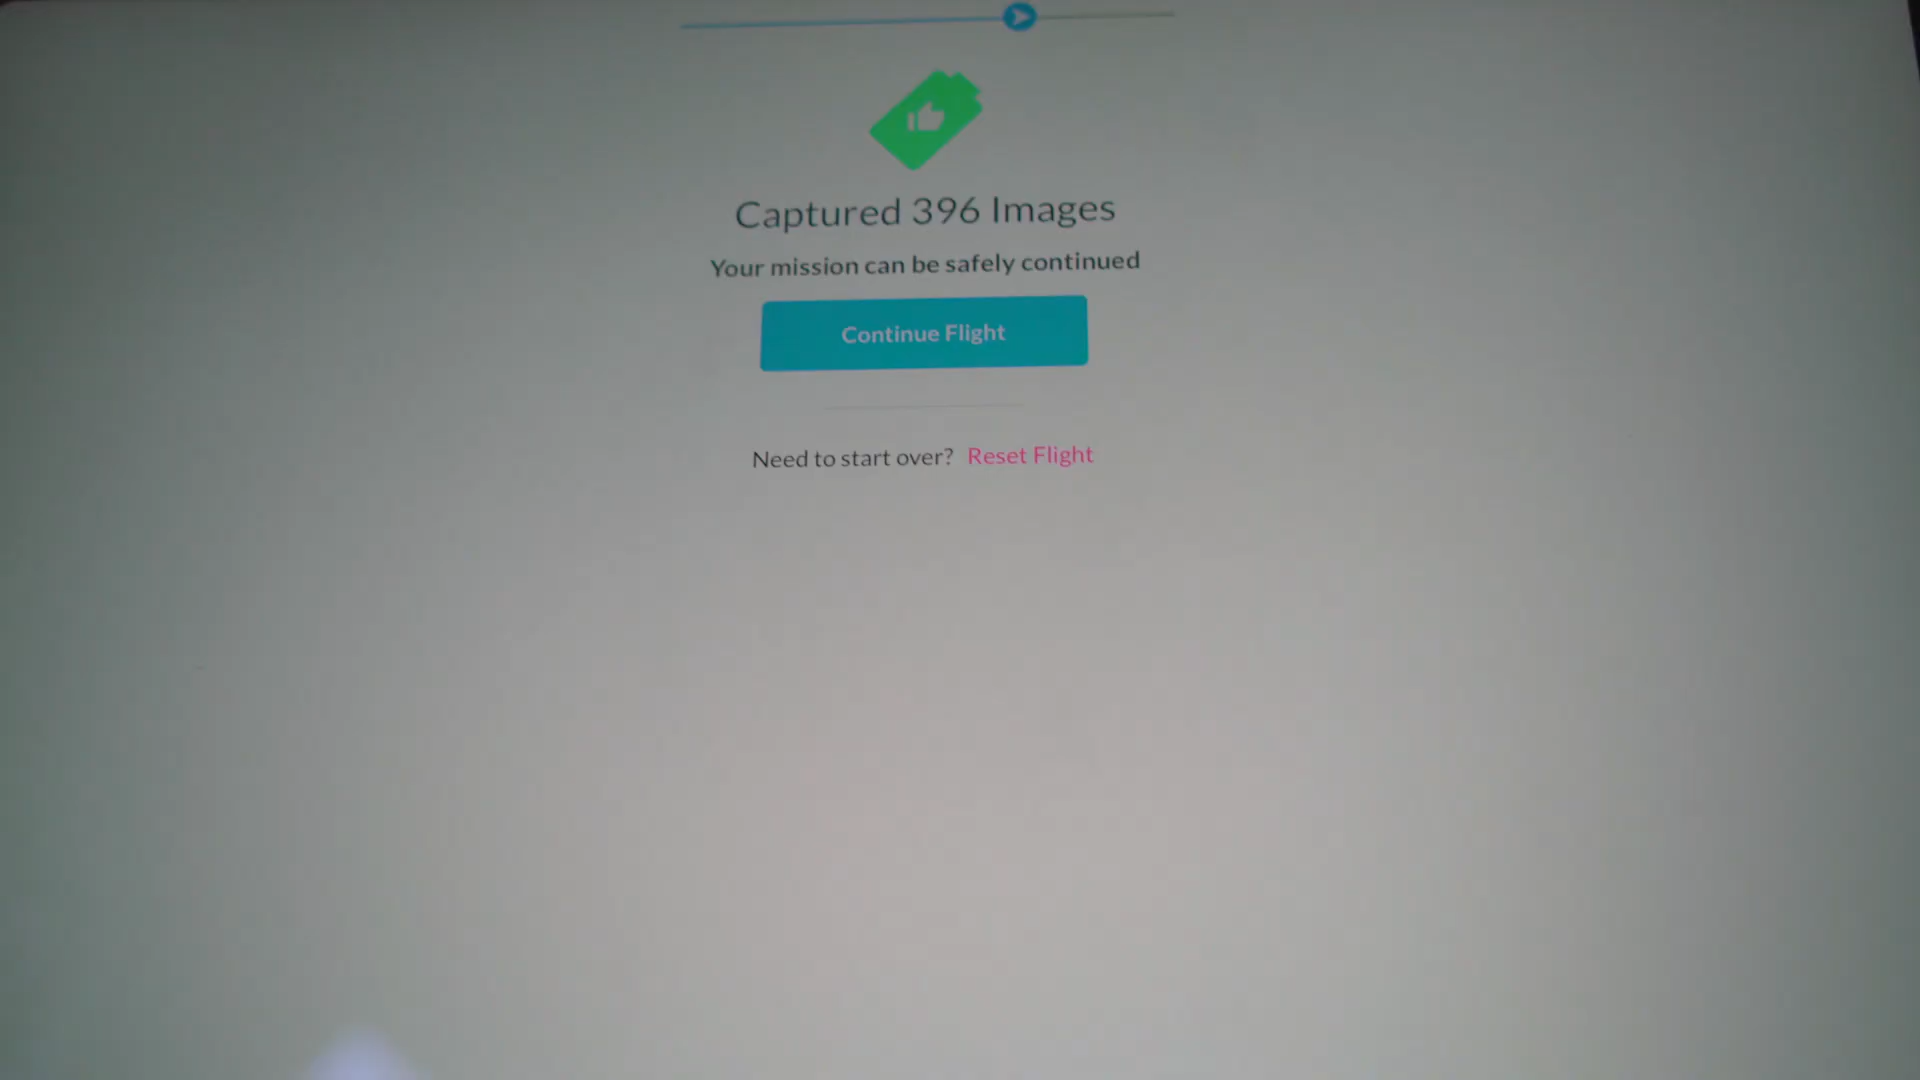 Captured 396 Images
Your mission can be safely continued
Continue Flight
Need to start over? Reset Flight